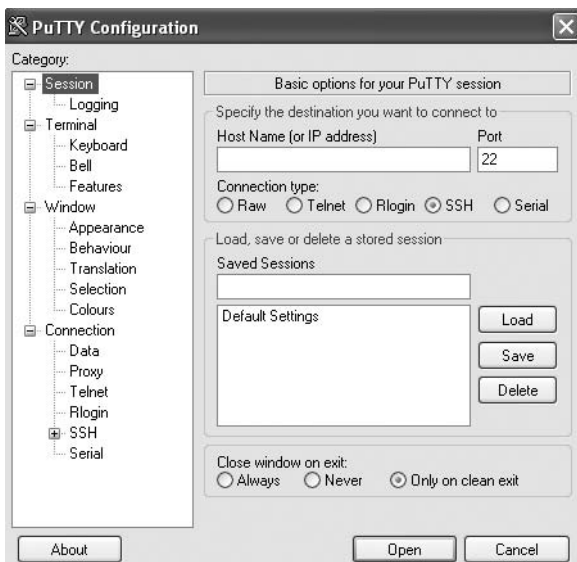 PuTTY Configuration
Category:
Session
Logging
Terminal
Keyboard
Bell
Features
Window
Appearance
Behaviour
Translation
Selection
Colours
Connection
Data
Proxy
Telnet
Rlogin
SSH
Serial
Basic options for your PuTTY session
Specify the destination you want to connect to
Host Name (or IP address) Port
22
Connection type:
Raw Telnet Rlogin SSH Serial
Load, save or delete a stored session
Saved Sessions
Default Settings
Load
Save
Delete
Close window on exit:
Always Never Only on clean exit
About Open Cancel